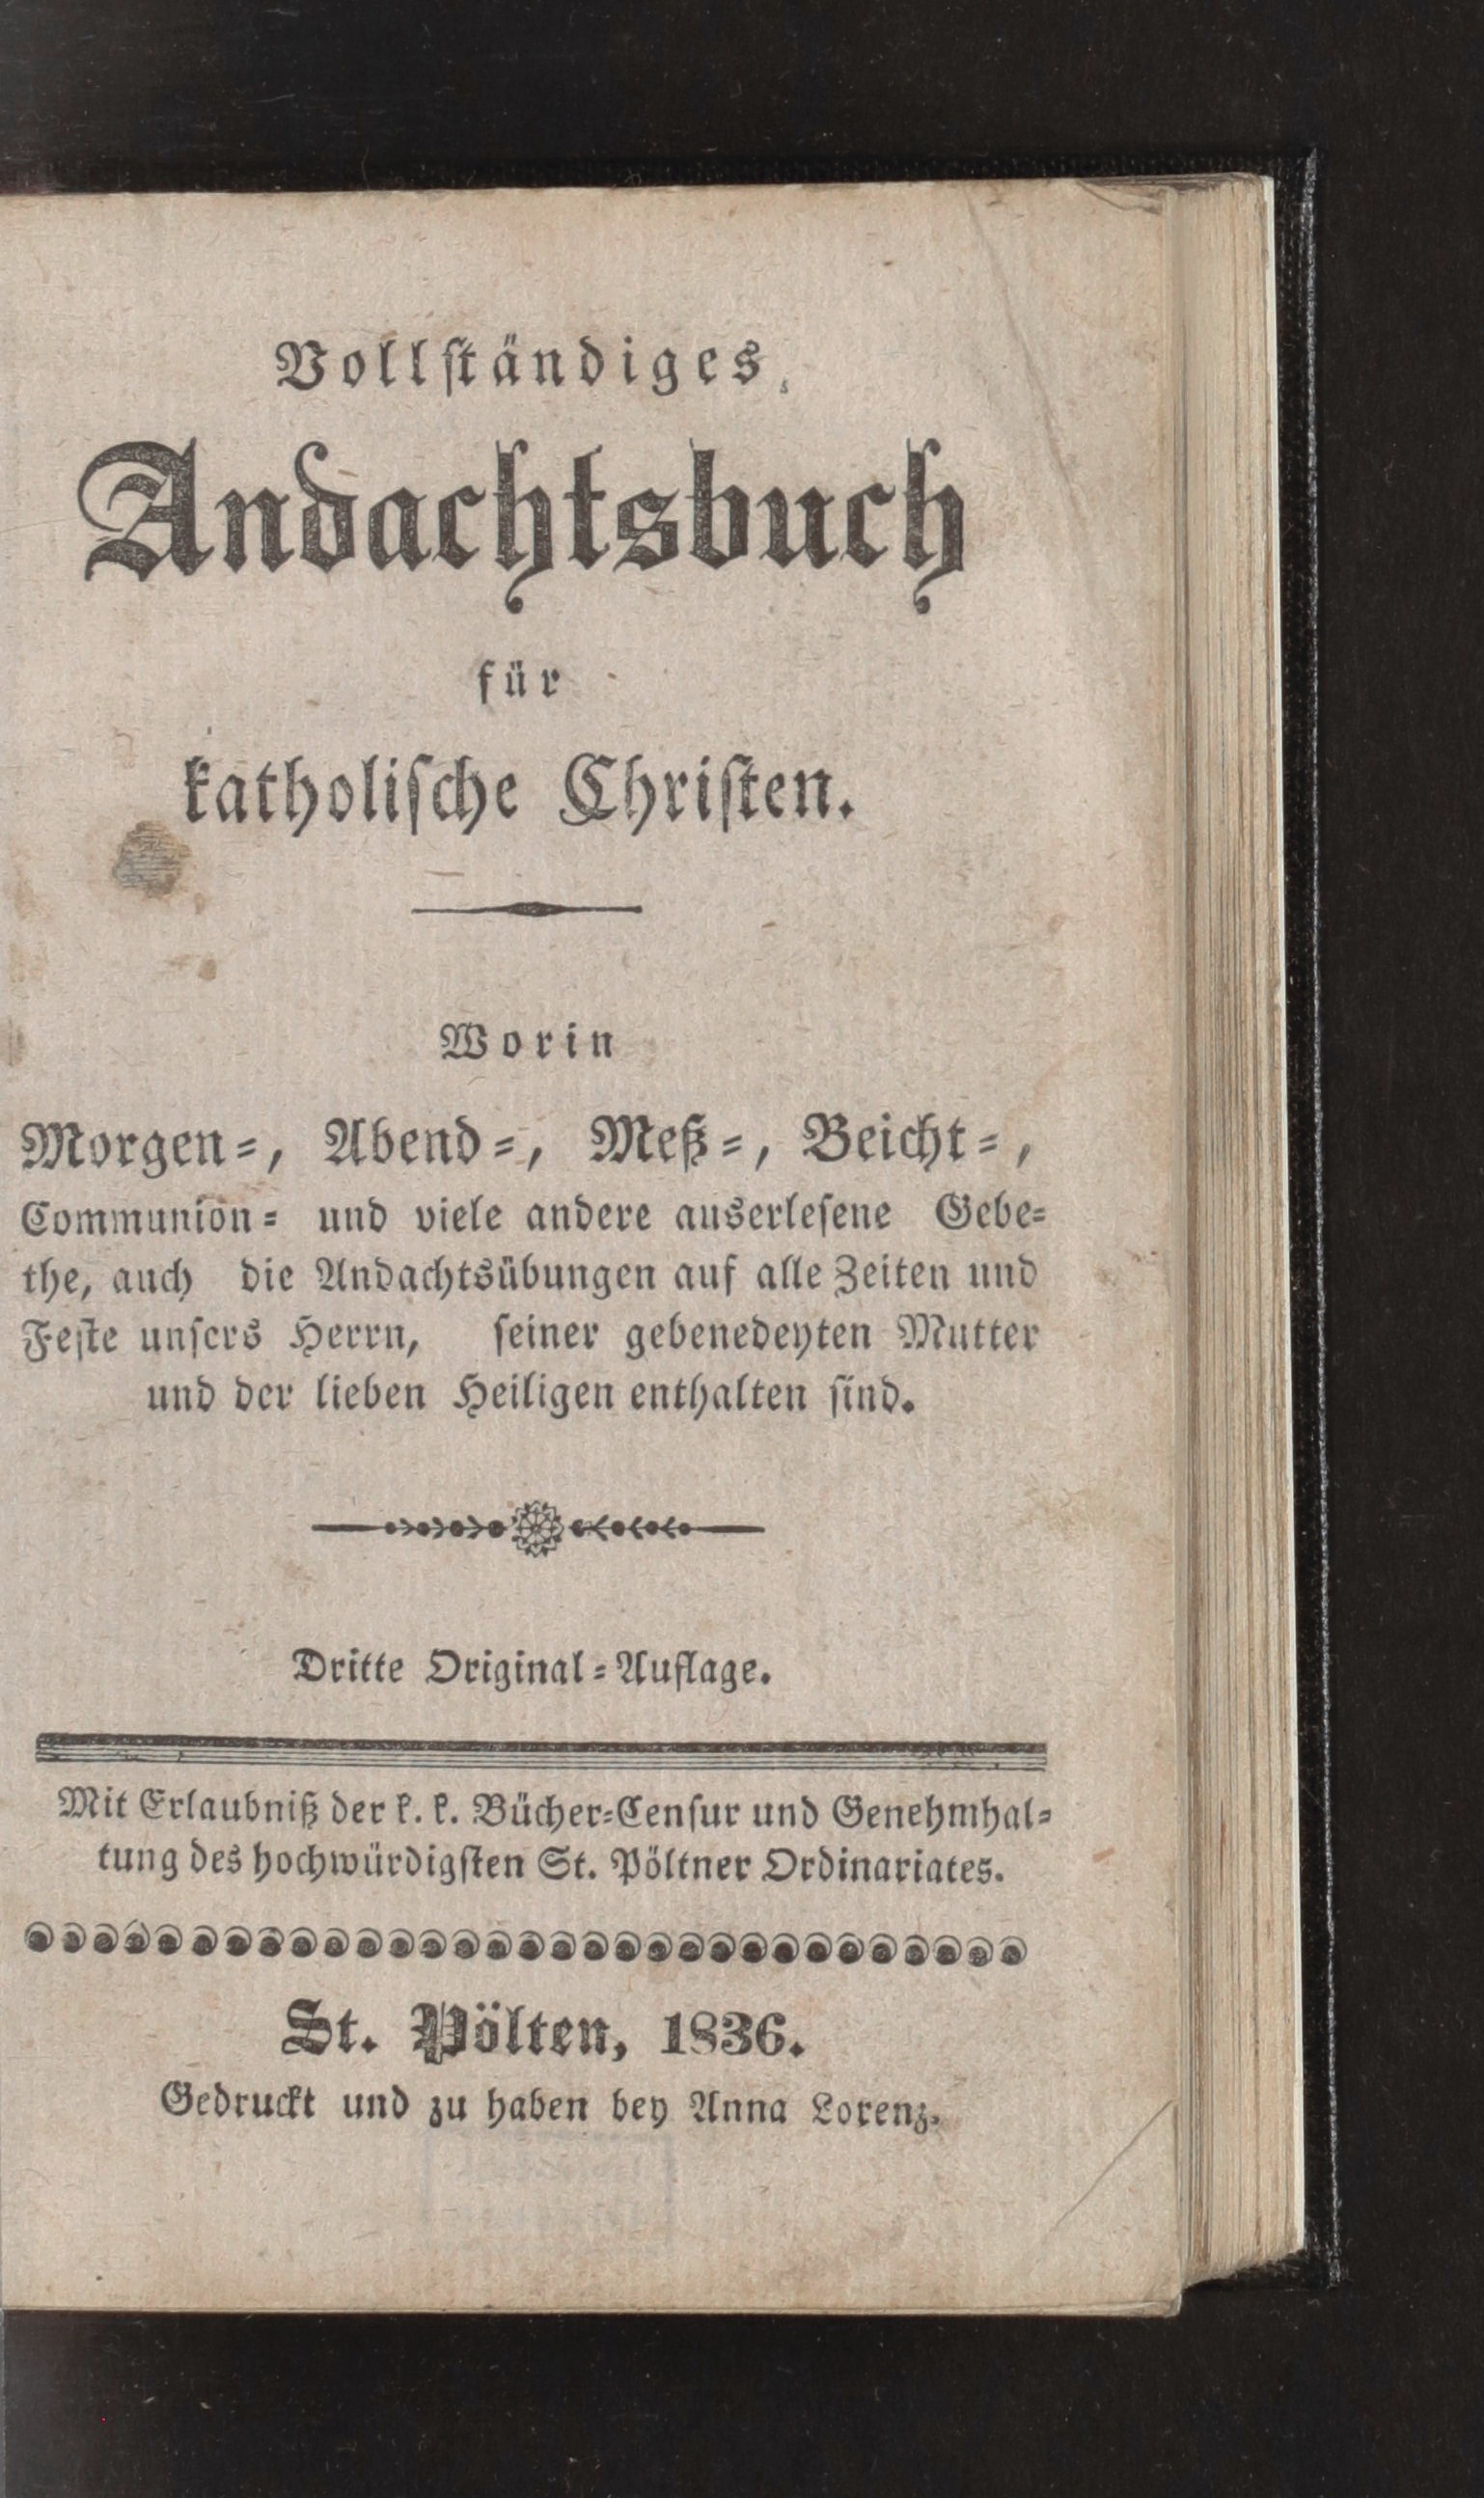 Vollſtändiges
Andachtsbuch
für
katholiſche Chriſten.
Worin
Morgen-, Abend-, Meß-, Beicht-,
Communion- und viele andere auserleſene Gebe-
the, auch die Andachtsübungen auf alle Zeiten und
Feſte unſers Herrn, ſeiner gebenedeyten Mutter
und der lieben Heiligen enthalten ſind.
Dritte Original-Auflage.
Mit Erlaubniß der k. k. Bücher-Cenſur und Genehmhal-
tung des hochwürdigſten St. Pöltner Ordinariates.
St. Pölten, 1836.
Gedruckt und zu haben bey Anna Lorenz.